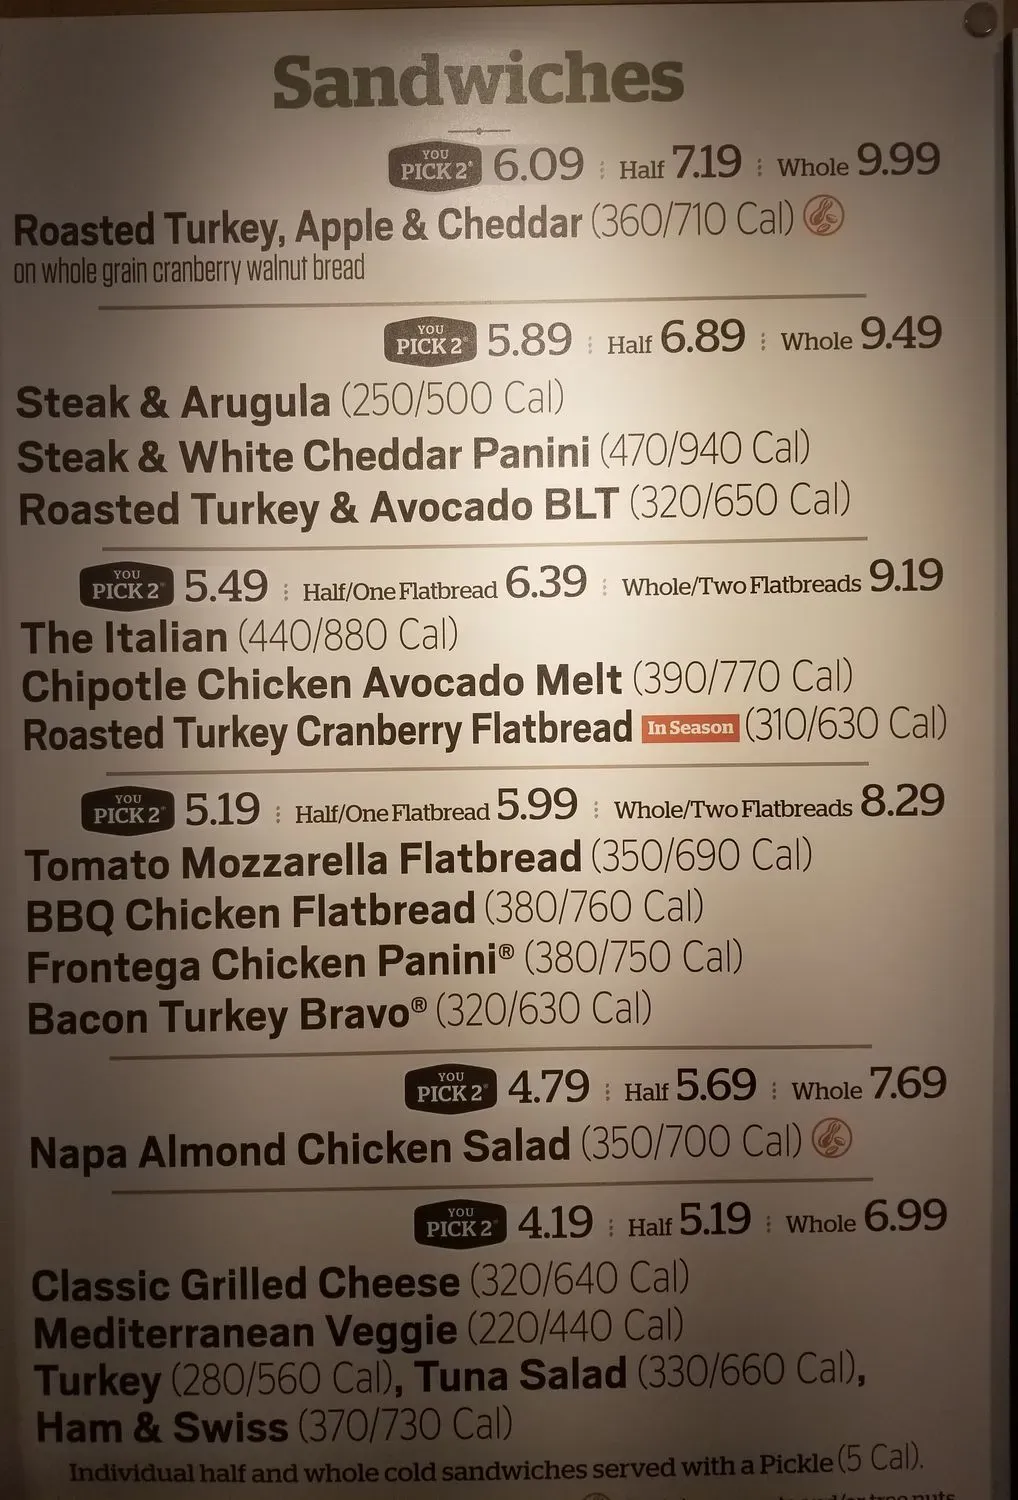 Sandwiches
YOU PICK 2® 6.09 Half 7.19 Whole 9.99
Roasted Turkey, Apple & Cheddar (360/710 Cal)
on whole grain cranberry walnut bread
YOU PICK 2® 5.89 Half 6.89 Whole 9.49
Steak & Arugula (250/500 Cal)
Steak & White Cheddar Panini (470/940 Cal)
Roasted Turkey & Avocado BLT (320/650 Cal)
YOU PICK 2® 5.49 Half/One Flatbread 6.39 Whole/Two Flatbreads 9.19
The Italian (440/880 Cal)
Chipotle Chicken Avocado Melt (390/770 Cal)
Roasted Turkey Cranberry Flatbread In Season (310/630 Cal)
YOU PICK 2® 5.19 Half/One Flatbread 5.99 Whole/Two Flatbreads 8.29
Tomato Mozzarella Flatbread (350/690 Cal)
BBQ Chicken Flatbread (380/760 Cal)
Frontega Chicken Panini® (380/750 Cal)
Bacon Turkey Bravo® (320/630 Cal)
YOU PICK 2® 4.79 Half 5.69 Whole 7.69
Napa Almond Chicken Salad (350/700 Cal)
YOU PICK 2® 4.19 Half 5.19 Whole 6.99
Classic Grilled Cheese (320/640 Cal)
Mediterranean Veggie (220/440 Cal)
Turkey (280/560 Cal), Tuna Salad (330/660 Cal),
Ham & Swiss (370/730 Cal)
Individual half and whole cold sandwiches served with a Pickle (5 Cal).
tree nuts